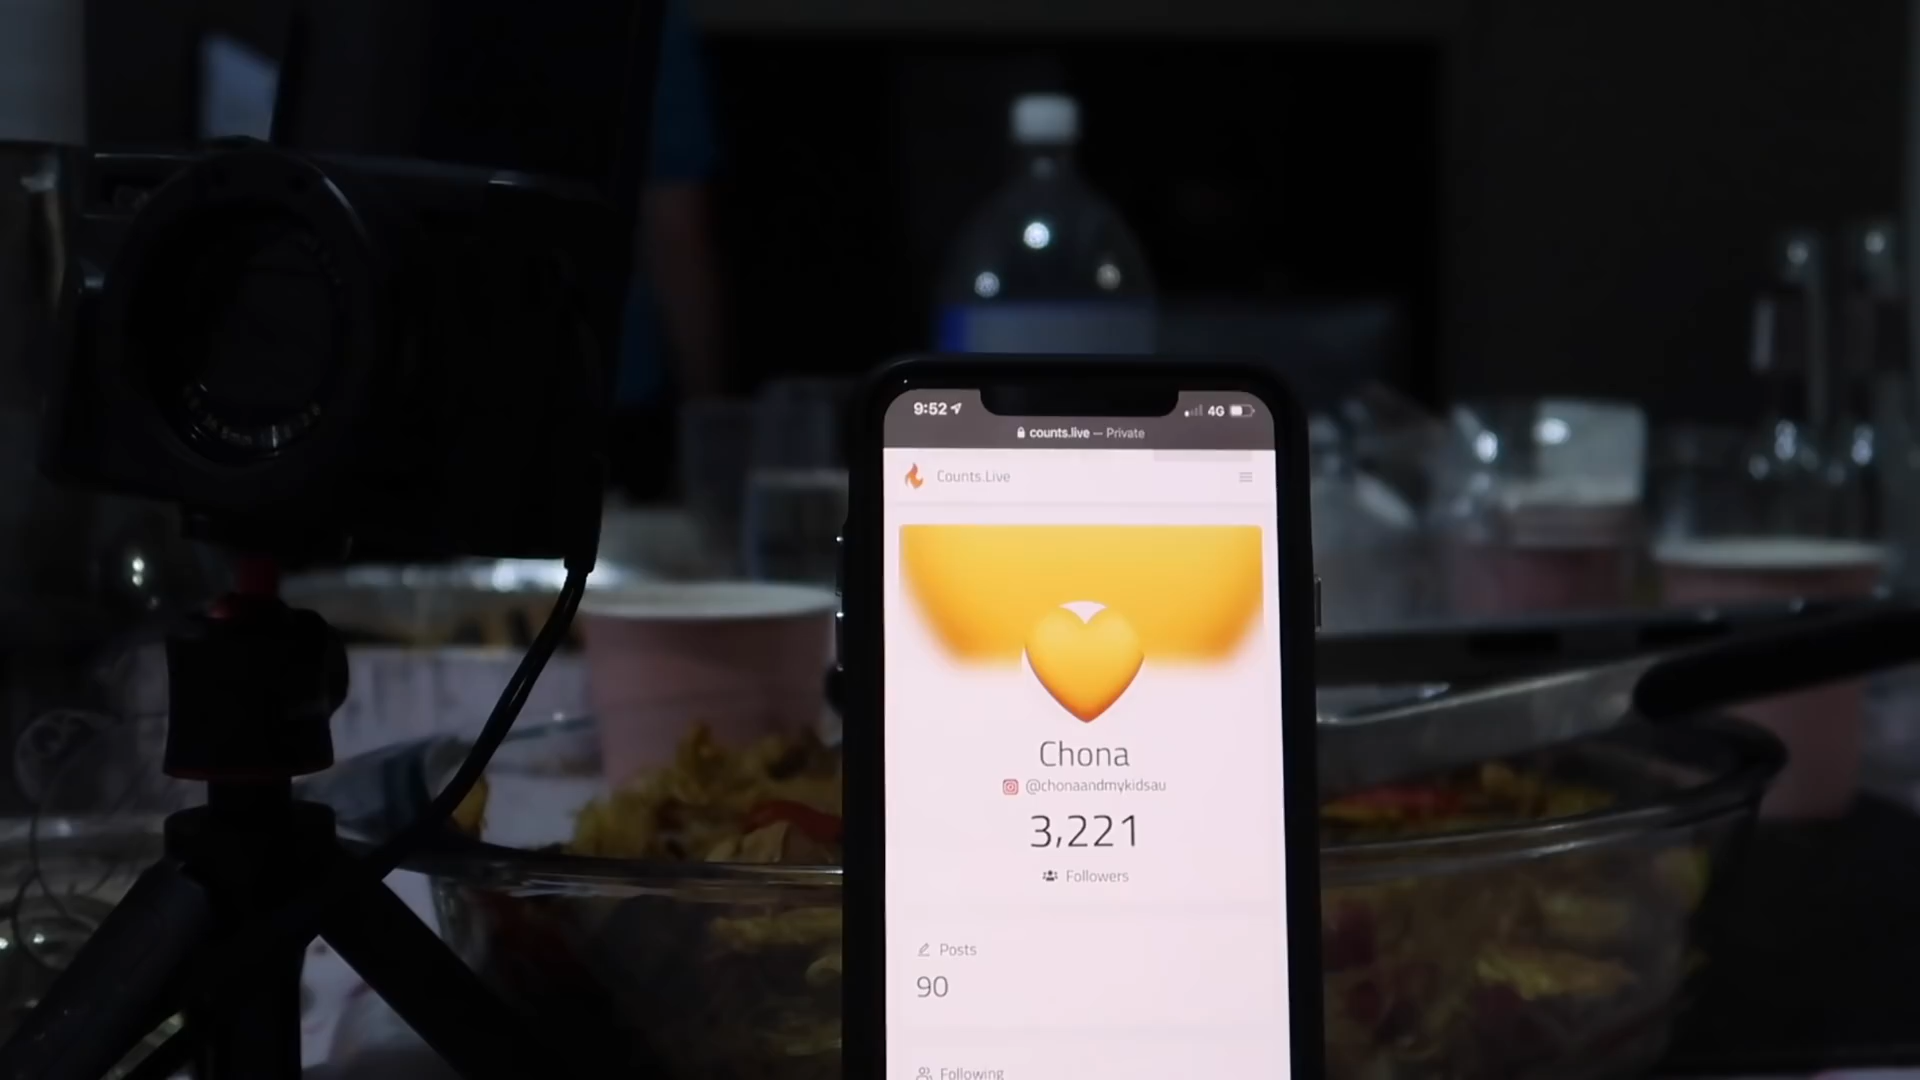 9:52 4G
counts.live — Private
Counts.Live
Chona
@chonaandmykidsau
3,221
Followers
Posts
90
Following